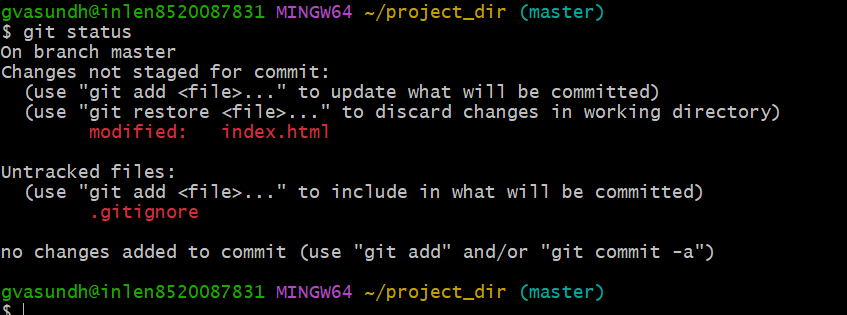 gvasundh@inlen8520087831 MINGW64 ~/project_dir (master)
$ git status
On branch master
Changes not staged for commit:
  (use "git add <file>..." to update what will be committed)
  (use "git restore <file>..." to discard changes in working directory)
        modified:   index.html

Untracked files:
  (use "git add <file>..." to include in what will be committed)
        .gitignore

no changes added to commit (use "git add" and/or "git commit -a")

gvasundh@inlen8520087831 MINGW64 ~/project_dir (master)
$